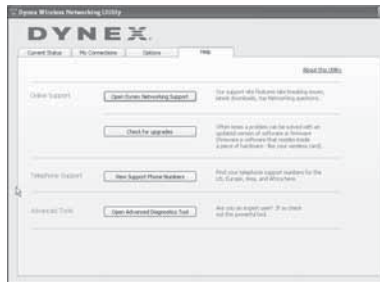 Dynex Wireless Networking Utility
DYNEX
Current Status
My Connections
Options
Help
About this Utility
Online Support
Open Dynex Networking Support
Our support site features late breaking issues,
latest downloads, top networking questions.
Check for upgrades
Often times a problem can be solved with an
updated version of software or firmware
(firmware is software that resides inside
a piece of hardware - like your wireless card).
Telephone Support
View Support Phone Numbers
Find your telephone support numbers for the
US, Europe, Asia, and Africa here.
Advanced Tools
Open Advanced Diagnostics Tool
Are you an expert user? If so check
out this powerful tool.